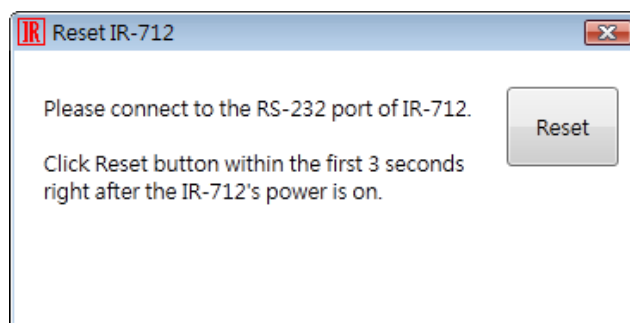 IR Reset IR-712
Please connect to the RS-232 port of IR-712.
Reset
Click Reset button within the first 3 seconds
right after the IR-712's power is on.